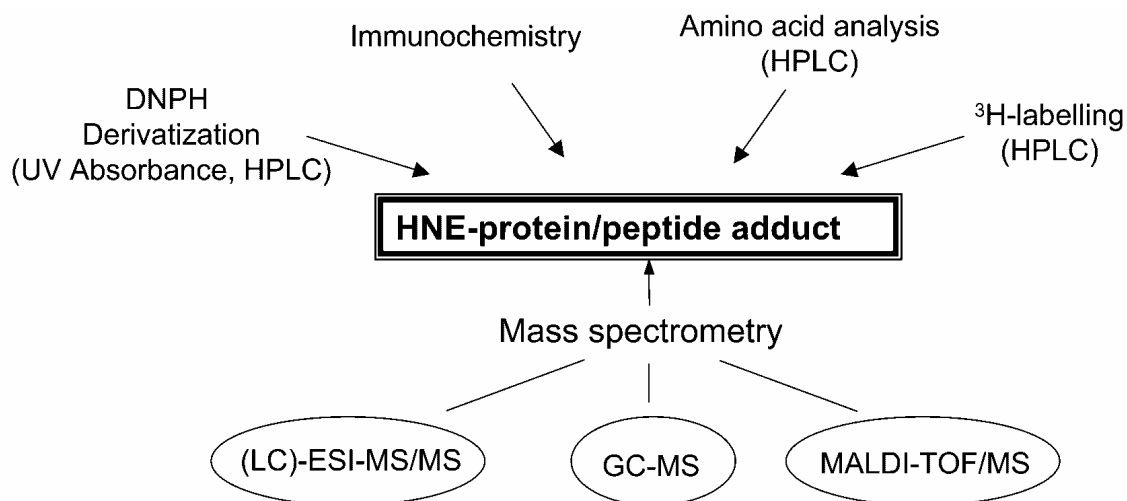 Immunochemistry
Amino acid analysis
(HPLC)
DNPH
Derivatization
(UV Absorbance, HPLC)
³H-labelling
(HPLC)
HNE-protein/peptide adduct
Mass spectrometry
(LC)-ESI-MS/MS
GC-MS
MALDI-TOF/MS